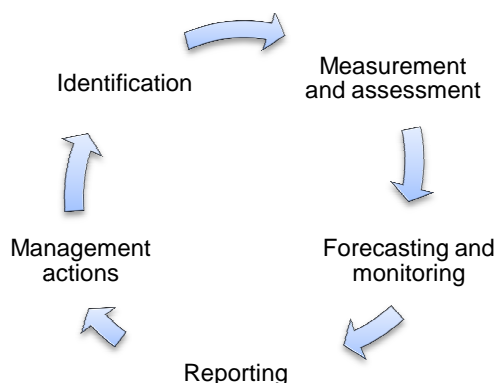 Identification
Measurement
and assessment
Forecasting and
monitoring
Reporting
Management
actions